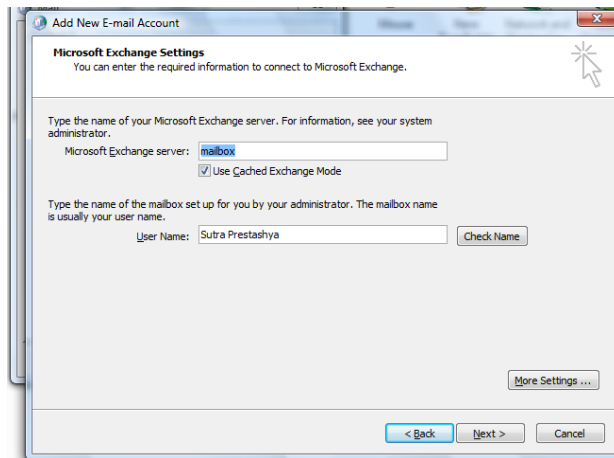 Add New E-mail Account
Microsoft Exchange Settings
You can enter the required information to connect to Microsoft Exchange.
Type the name of your Microsoft Exchange server. For information, see your system
administrator.
Microsoft Exchange server: mailbox
Use Cached Exchange Mode
Type the name of the mailbox set up for you by your administrator. The mailbox name
is usually your user name.
User Name: Sutra Prestashya Check Name
More Settings ...
< Back Next > Cancel